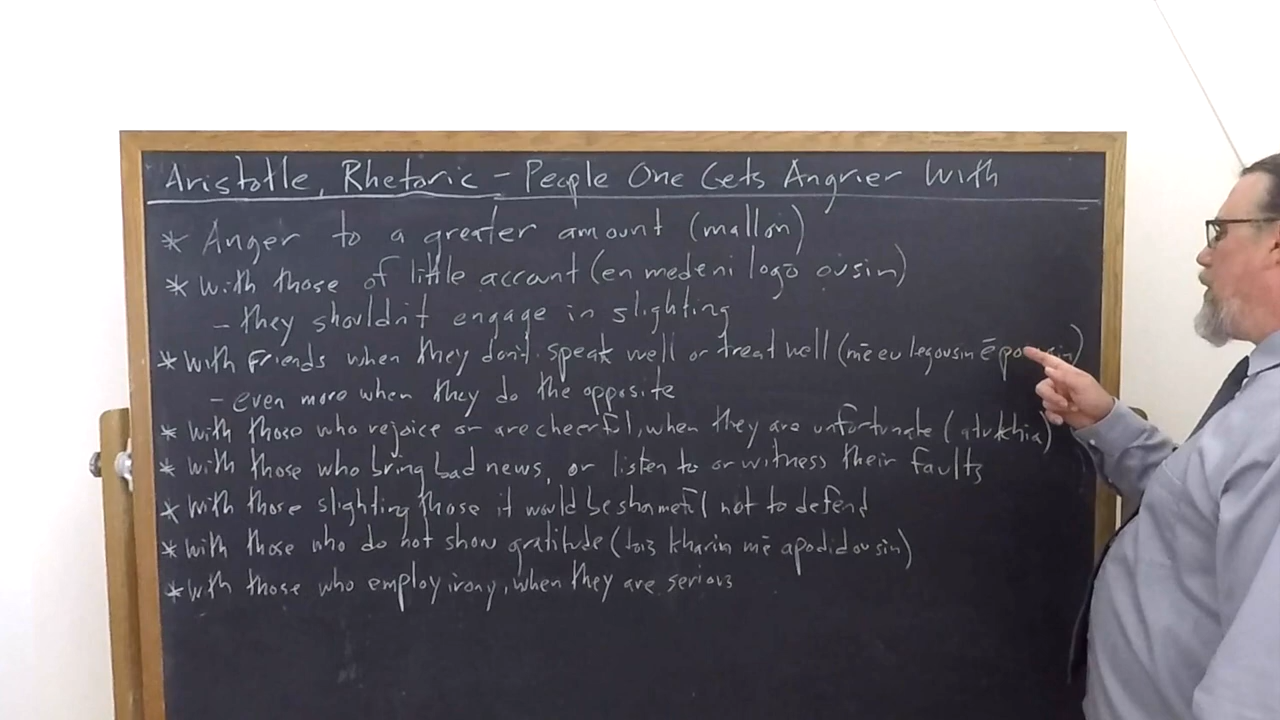 Aristotle, Rhetoric - People One Gets Angrier With
* Anger to a greater amount (mallon)
* with those of little account (en medeni logō ousin)
- they shouldn't engage in slighting
* with friends when they don't speak well or treat well (mē eu legousin ē
- even more when they do the opposite
* with those who rejoice or are cheerful, when they are unfortunate (atukhia)
* with those who bring bad news, or listen to or witness their faults
* with those slighting those it would be shameful not to defend
* with those who do not show gratitude (tois kharin mē apodidousin)
* with those who employ irony, when they are serious